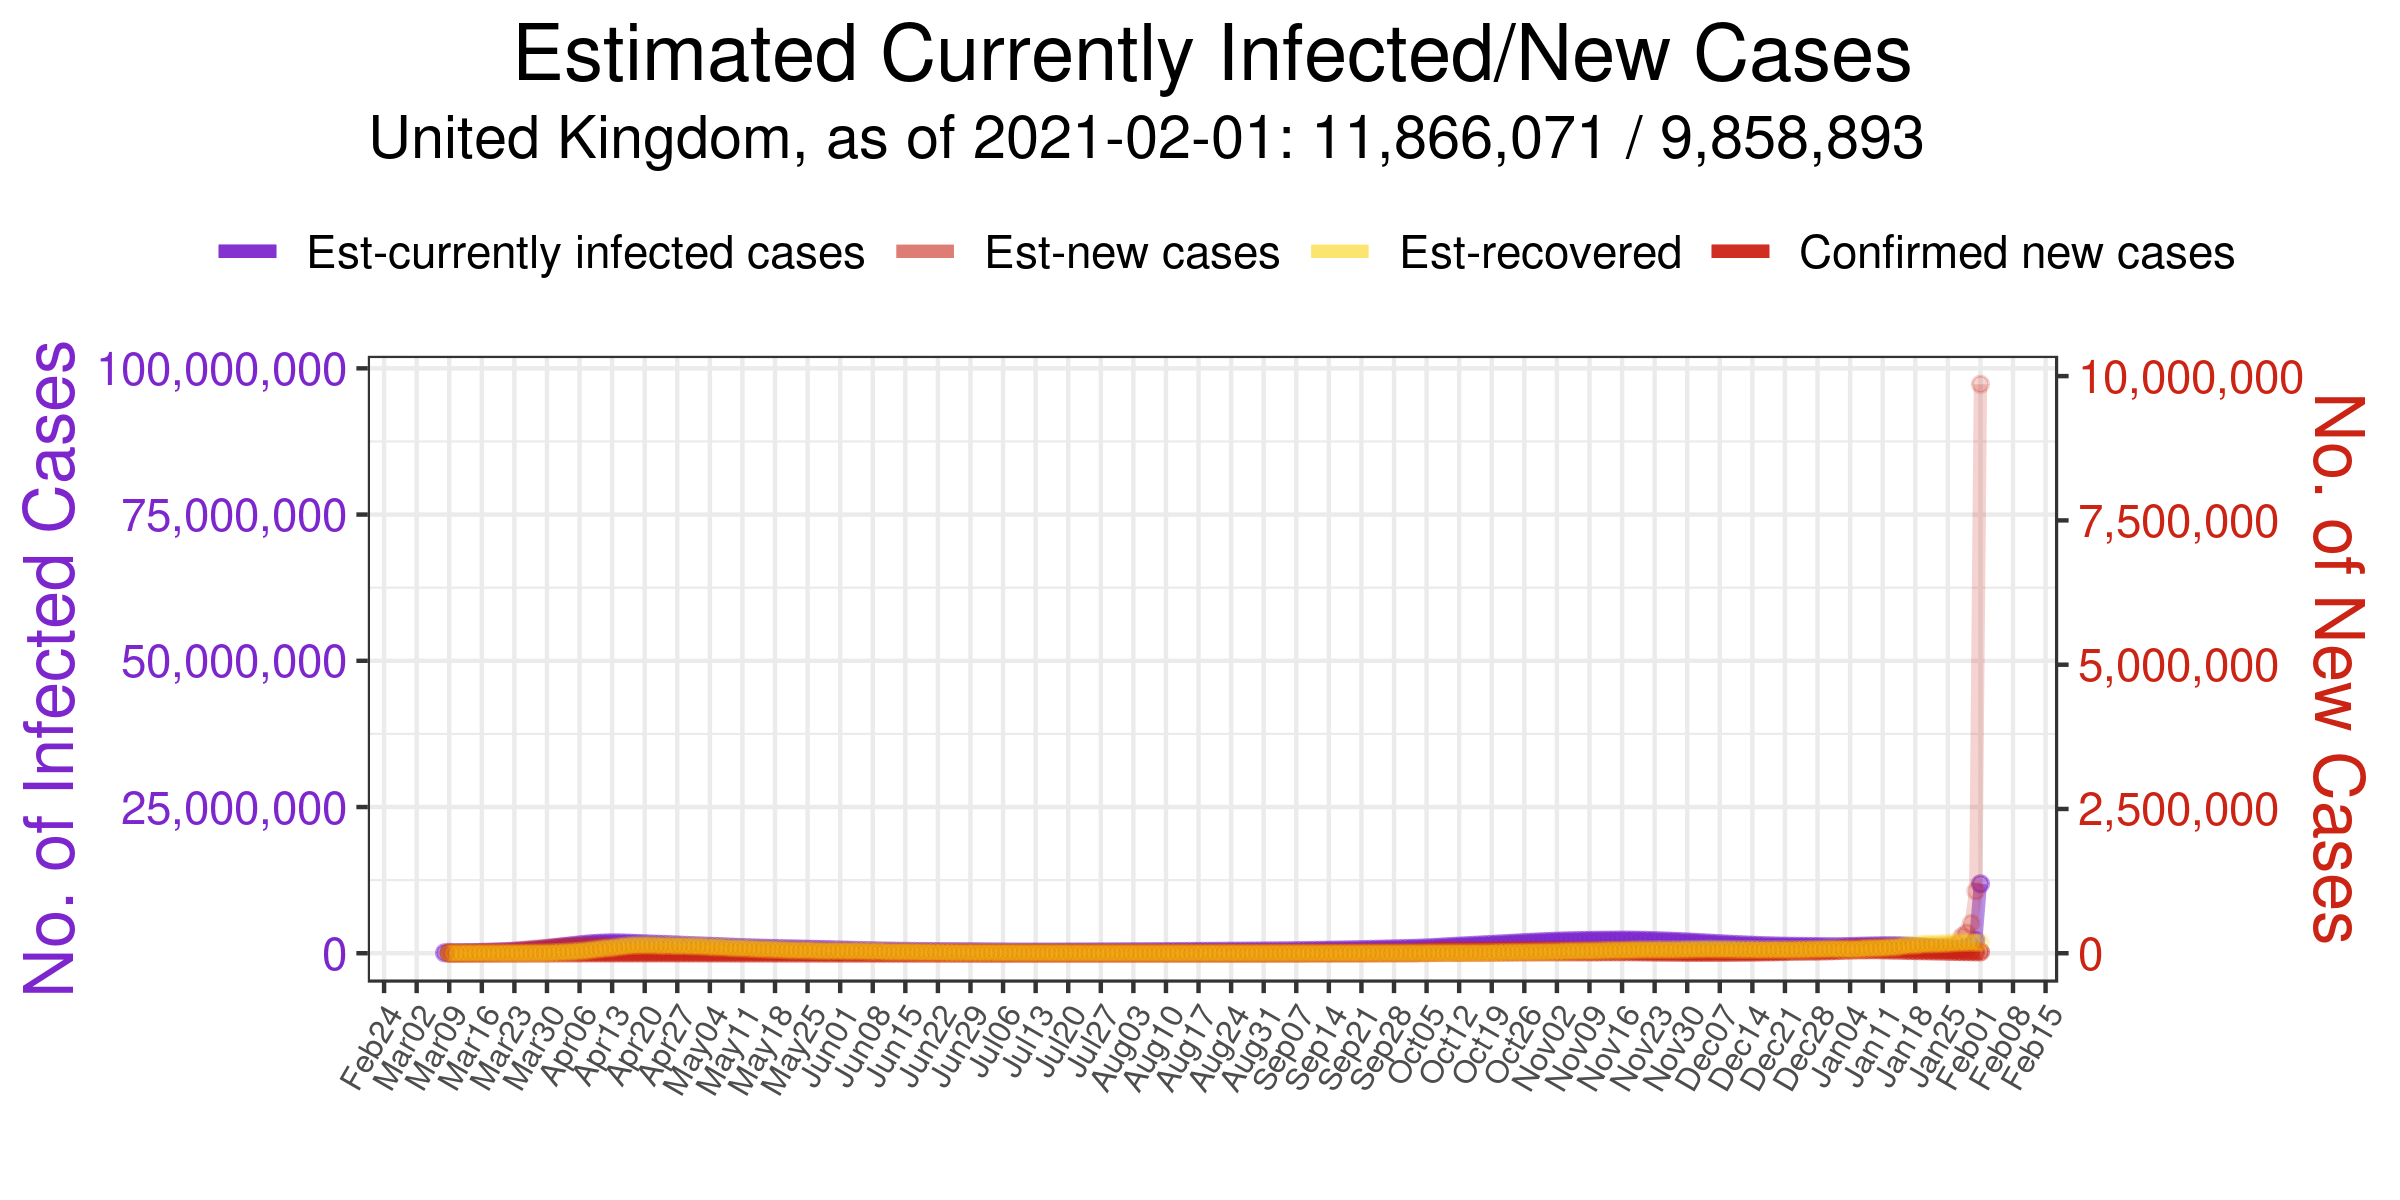 Estimated Currently Infected/New Cases
United Kingdom, as of 2021-02-01: 11,866,071 / 9,858,893
Est-currently infected cases Est-new cases Est-recovered Confirmed new cases
No. of Infected Cases
100,000,000
75,000,000
50,000,000
25,000,000
0
10,000,000
7,500,000
5,000,000
2,500,000
0
No. of New Cases
Feb24 Mar02 Mar09 Mar16 Mar23 Mar30 Apr06 Apr13 Apr20 Apr27 May04 May11 May18 May25 Jun01 Jun08 Jun15 Jun22 Jun29 Jul06 Jul13 Jul20 Jul27 Aug03 Aug10 Aug17 Aug24 Aug31 Sep07 Sep14 Sep21 Sep28 Oct05 Oct12 Oct19 Oct26 Nov02 Nov09 Nov16 Nov23 Nov30 Dec07 Dec14 Dec21 Dec28 Jan04 Jan11 Jan18 Jan25 Feb01 Feb08 Feb15